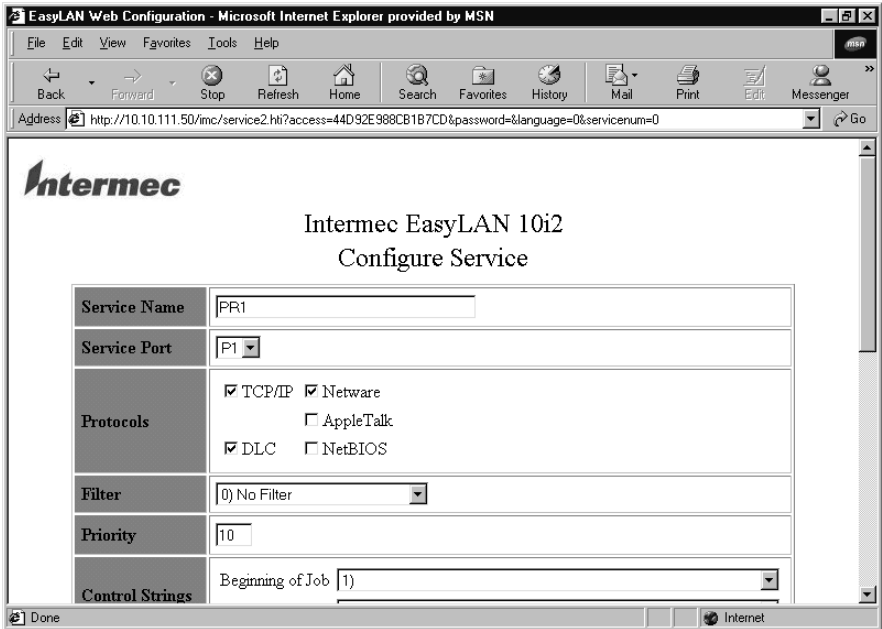 EasyLAN Web Configuration - Microsoft Internet Explorer provided by MSN
File Edit View Favorites Tools Help
msn
Back Forward Stop Refresh Home Search Favorites History Mail Print Edit Messenger »
Address http://10.10.111.50/imc/service2.hti?access=44D92E988CB1B7CD&password=&language=0&servicenum=0 Go
Intermec
Intermec EasyLAN 10i2
Configure Service
Service Name PR1
Service Port P1
Protocols
TCP/IP Netware
AppleTalk
DLC NetBIOS
Filter 0) No Filter
Priority 10
Control Strings
Beginning of Job 1)
Done Internet